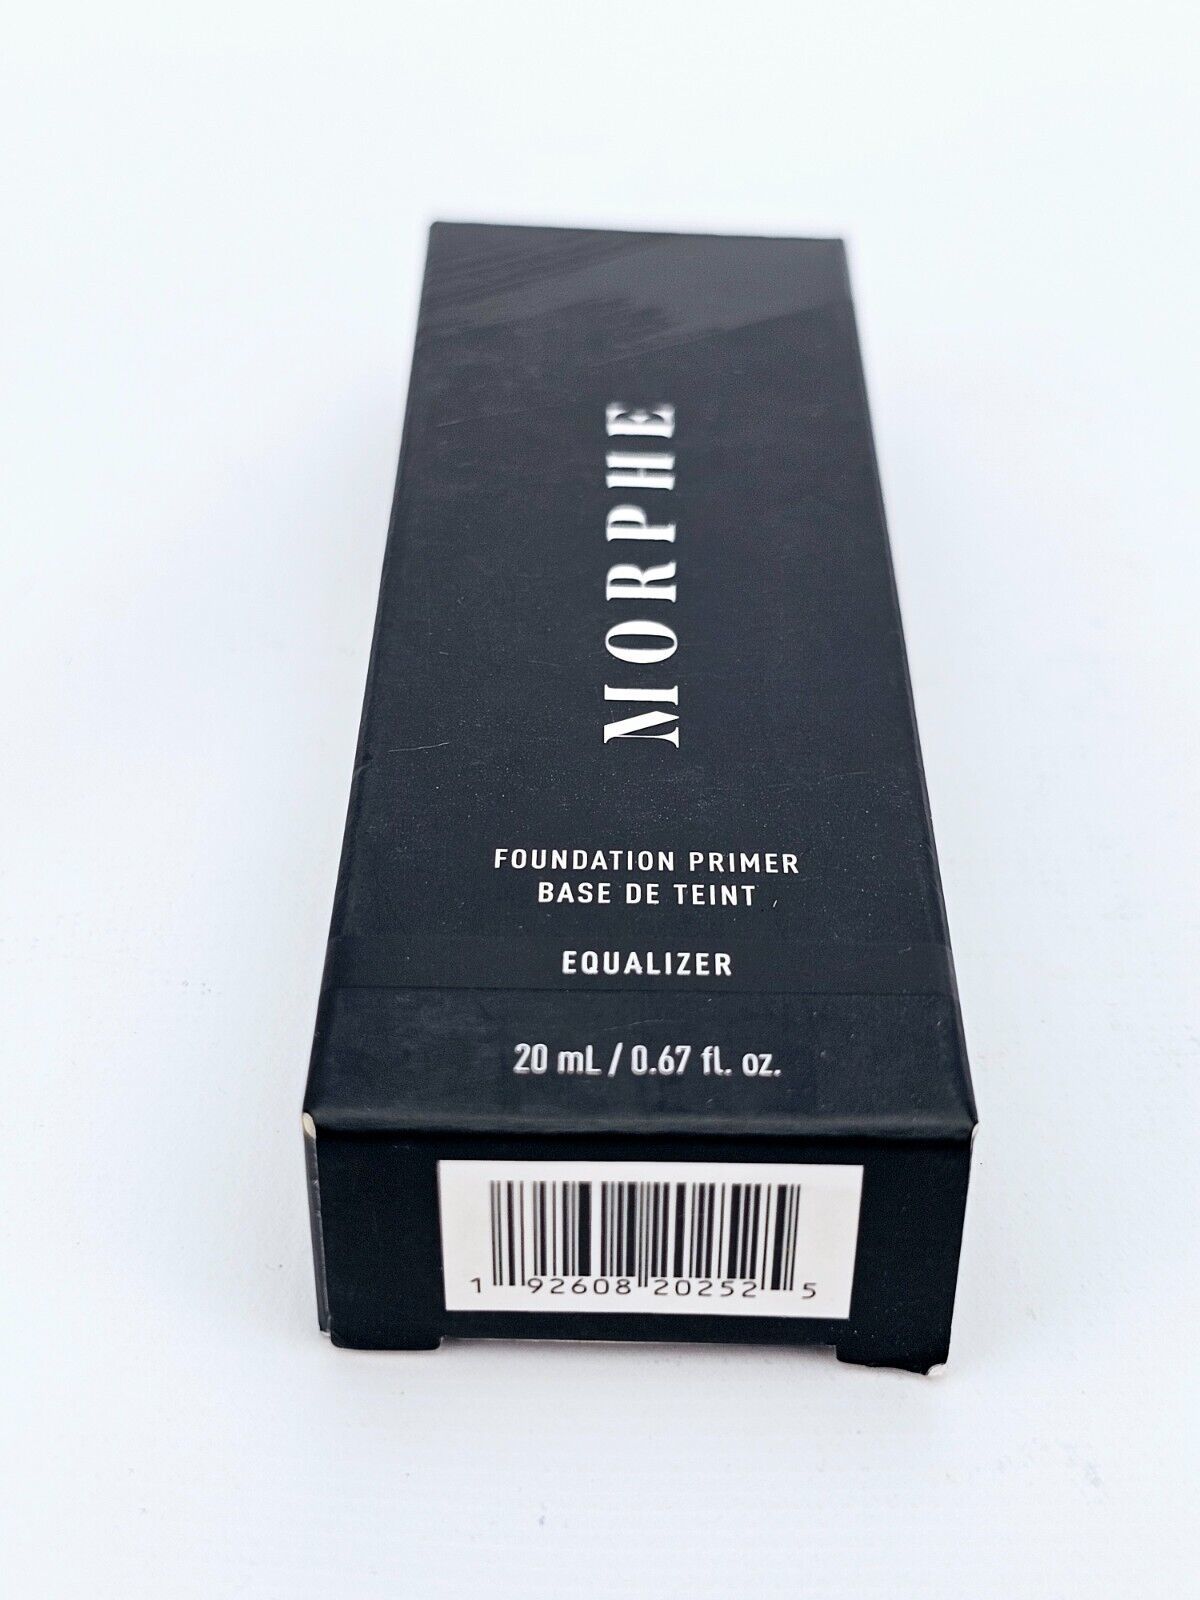 MORPHE
FOUNDATION PRIMER
BASE DE TEINT
EQUALIZER
20 mL / 0.67 fl. oz.
1 92608 20252 5